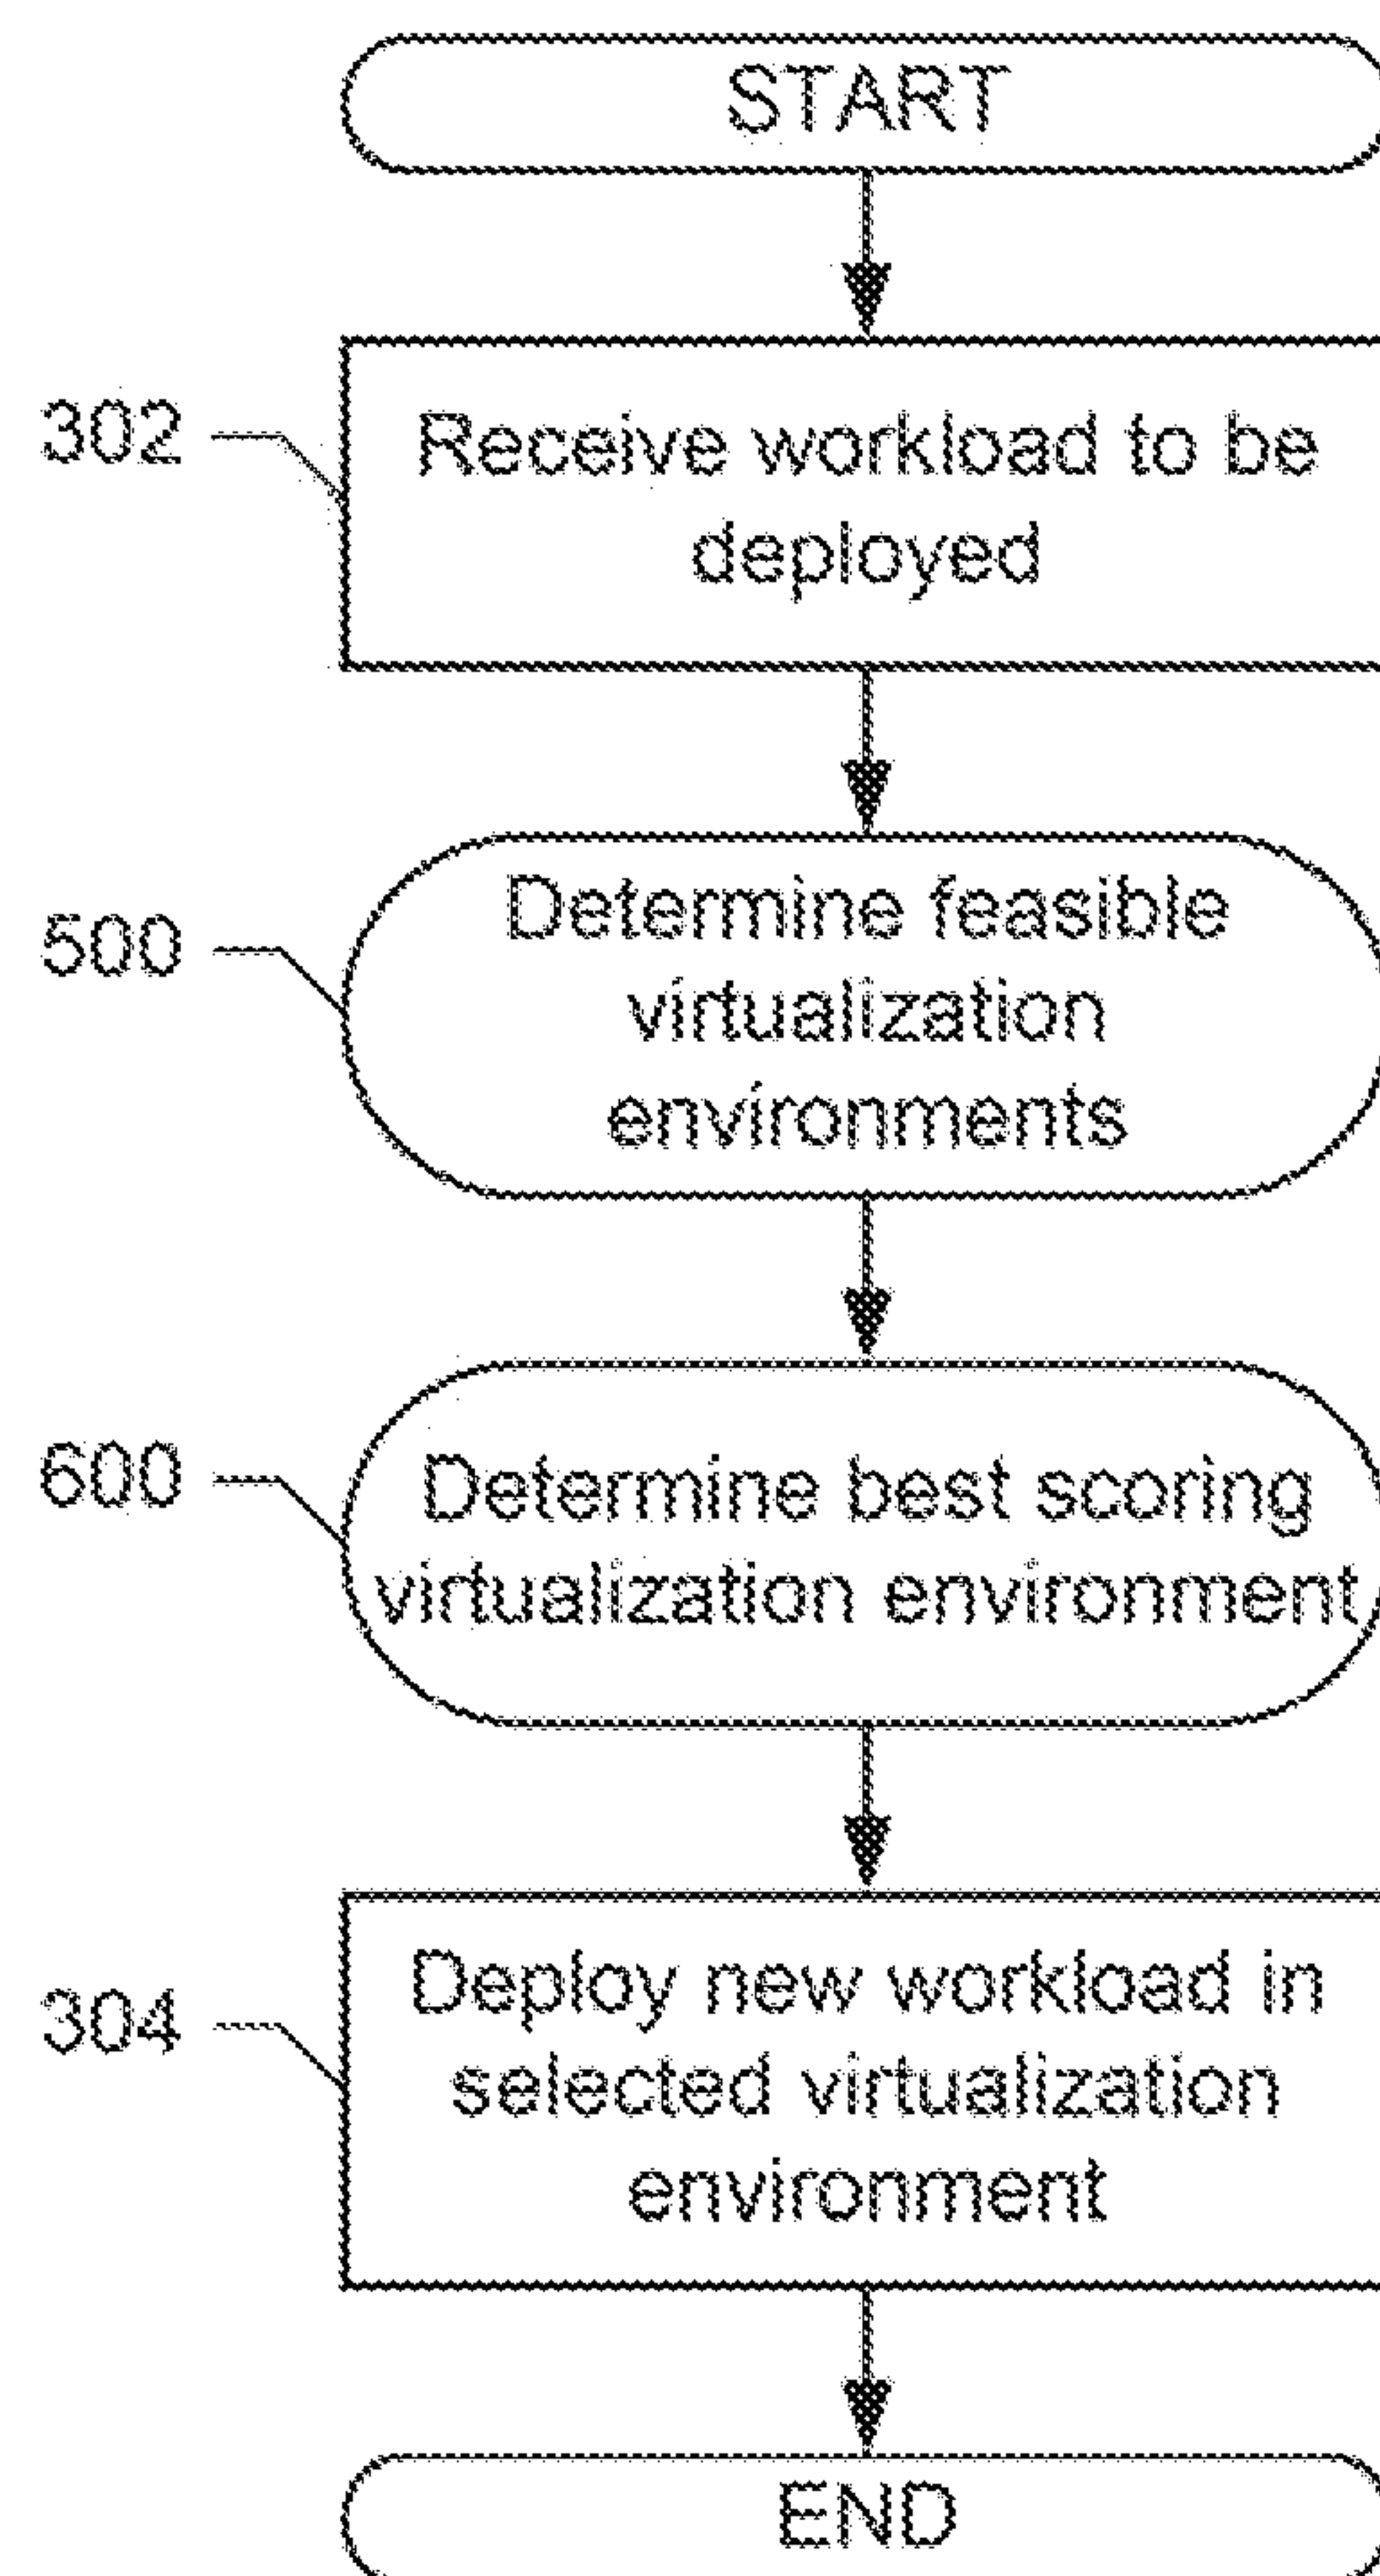 START
302
Receive workload to be
deployed
500
Determine feasible
virtualization
environments
600
Determine best scoring
virtualization environment
304
Deploy new workload in
selected virtualization
environment
END